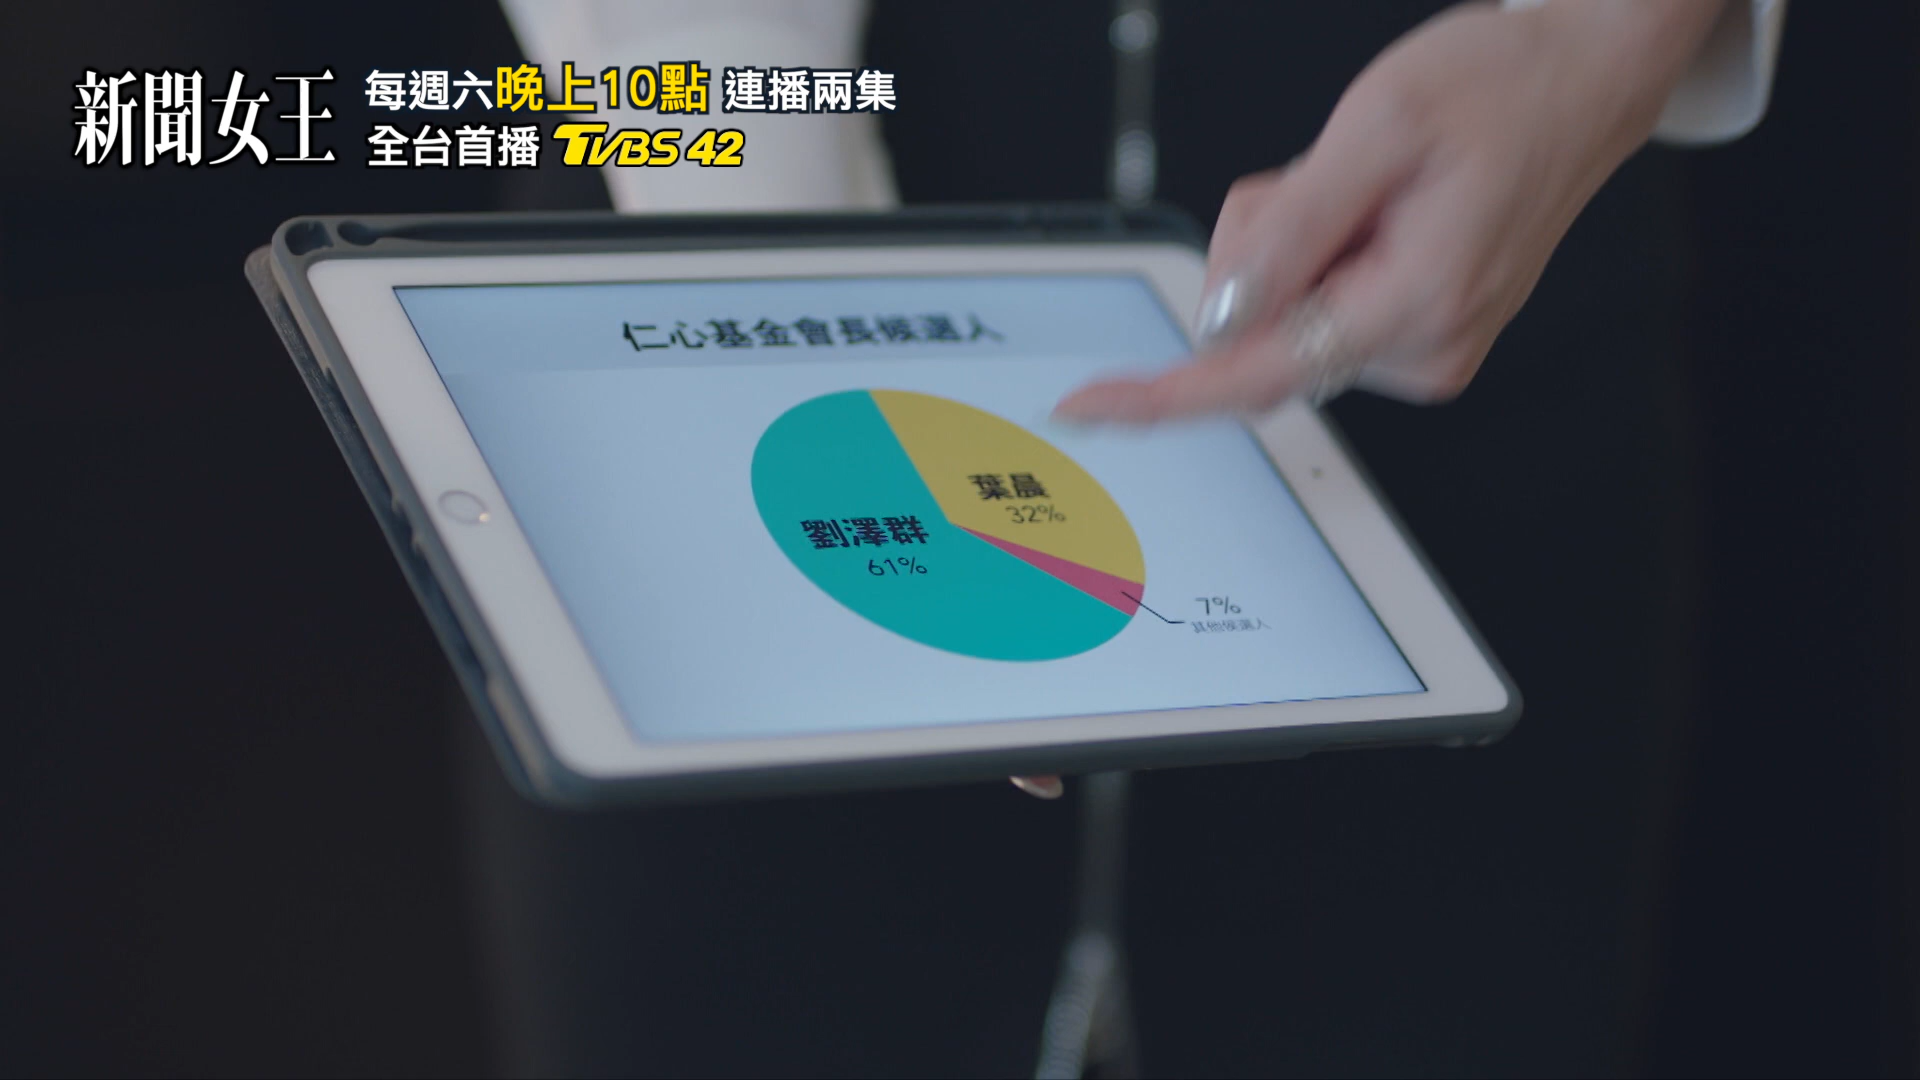 新聞女王
每週六晚上10點 連播兩集
全台首播 TVBS 42
仁心基金會長候選人
葉晨
32%
劉澤群
61%
7%
其他候選人